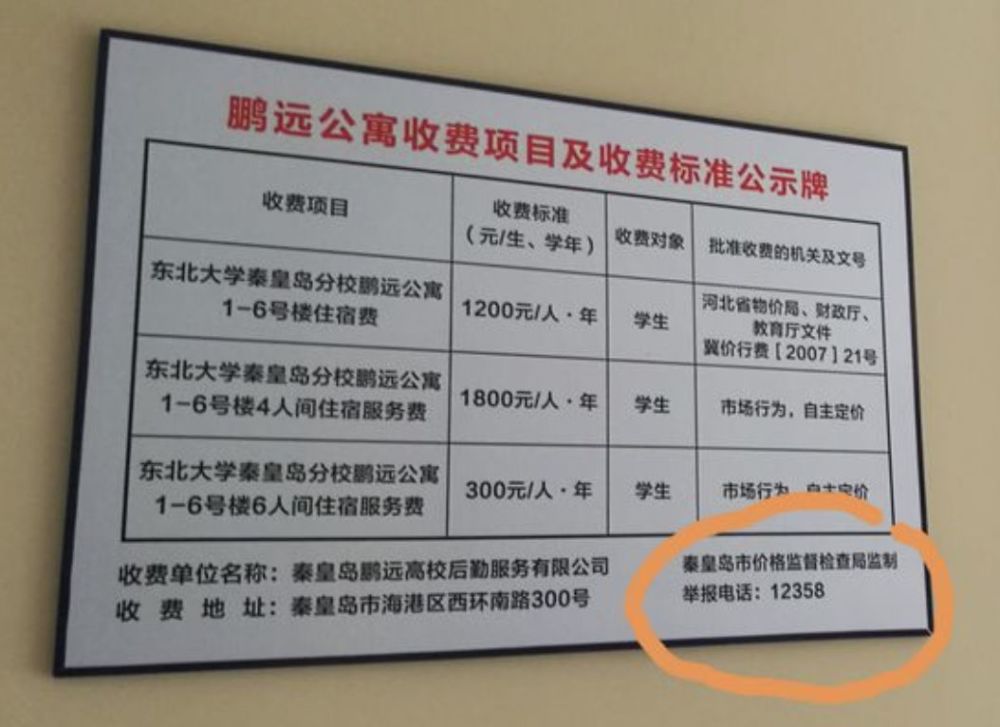 鹏远公寓收费项目及收费标准公示牌
收费项目
收费标准
（元/生、学年）
收费对象
批准收费的机关及文号
东北大学秦皇岛分校鹏远公寓
1-6号楼住宿费
1200元/人·年
学生
河北省物价局、财政厅、
教育厅文件
冀价行费［2007］21号
东北大学秦皇岛分校鹏远公寓
1-6号楼4人间住宿服务费
1800元/人·年
学生
市场行为，自主定价
东北大学秦皇岛分校鹏远公寓
1-6号楼6人间住宿服务费
300元/人·年
学生
市场行为，自主定价
收费单位名称：秦皇岛鹏远高校后勤服务有限公司
收费地址：秦皇岛市海港区西环南路300号
秦皇岛市价格监督检查局监制
举报电话：12358